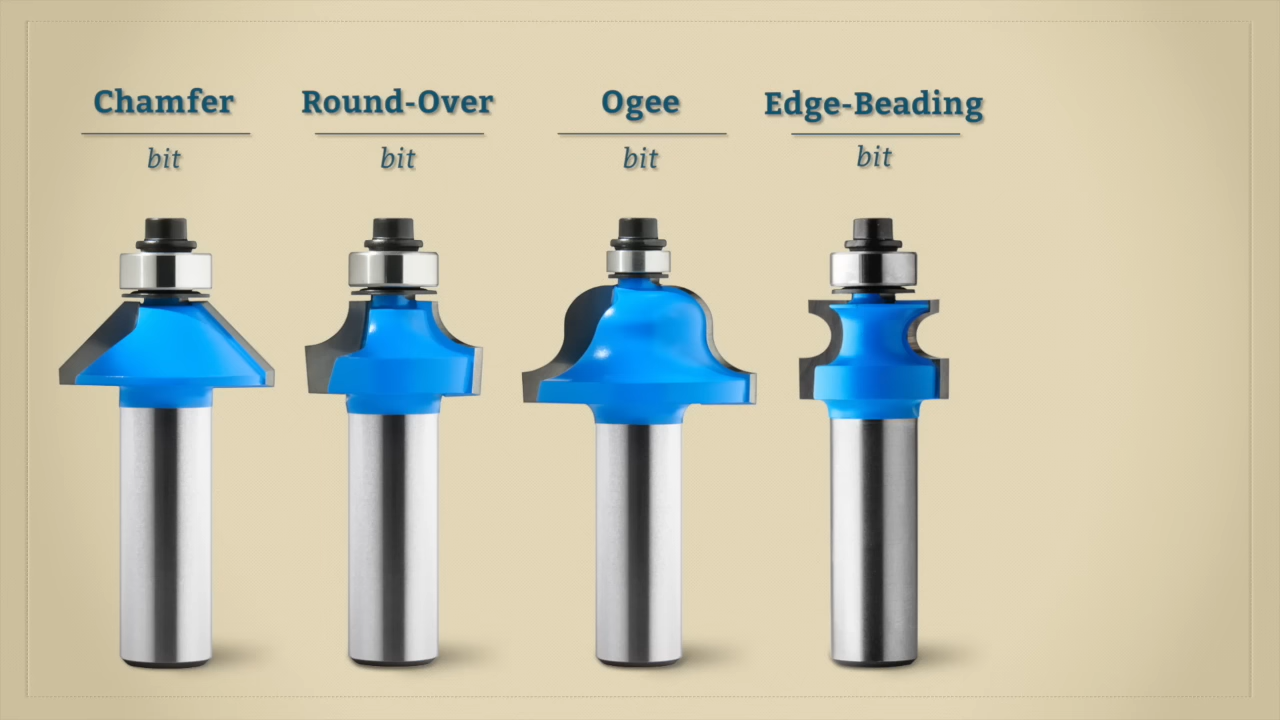 Chamfer
bit
Round-Over
bit
Ogee
bit
Edge-Beading
bit